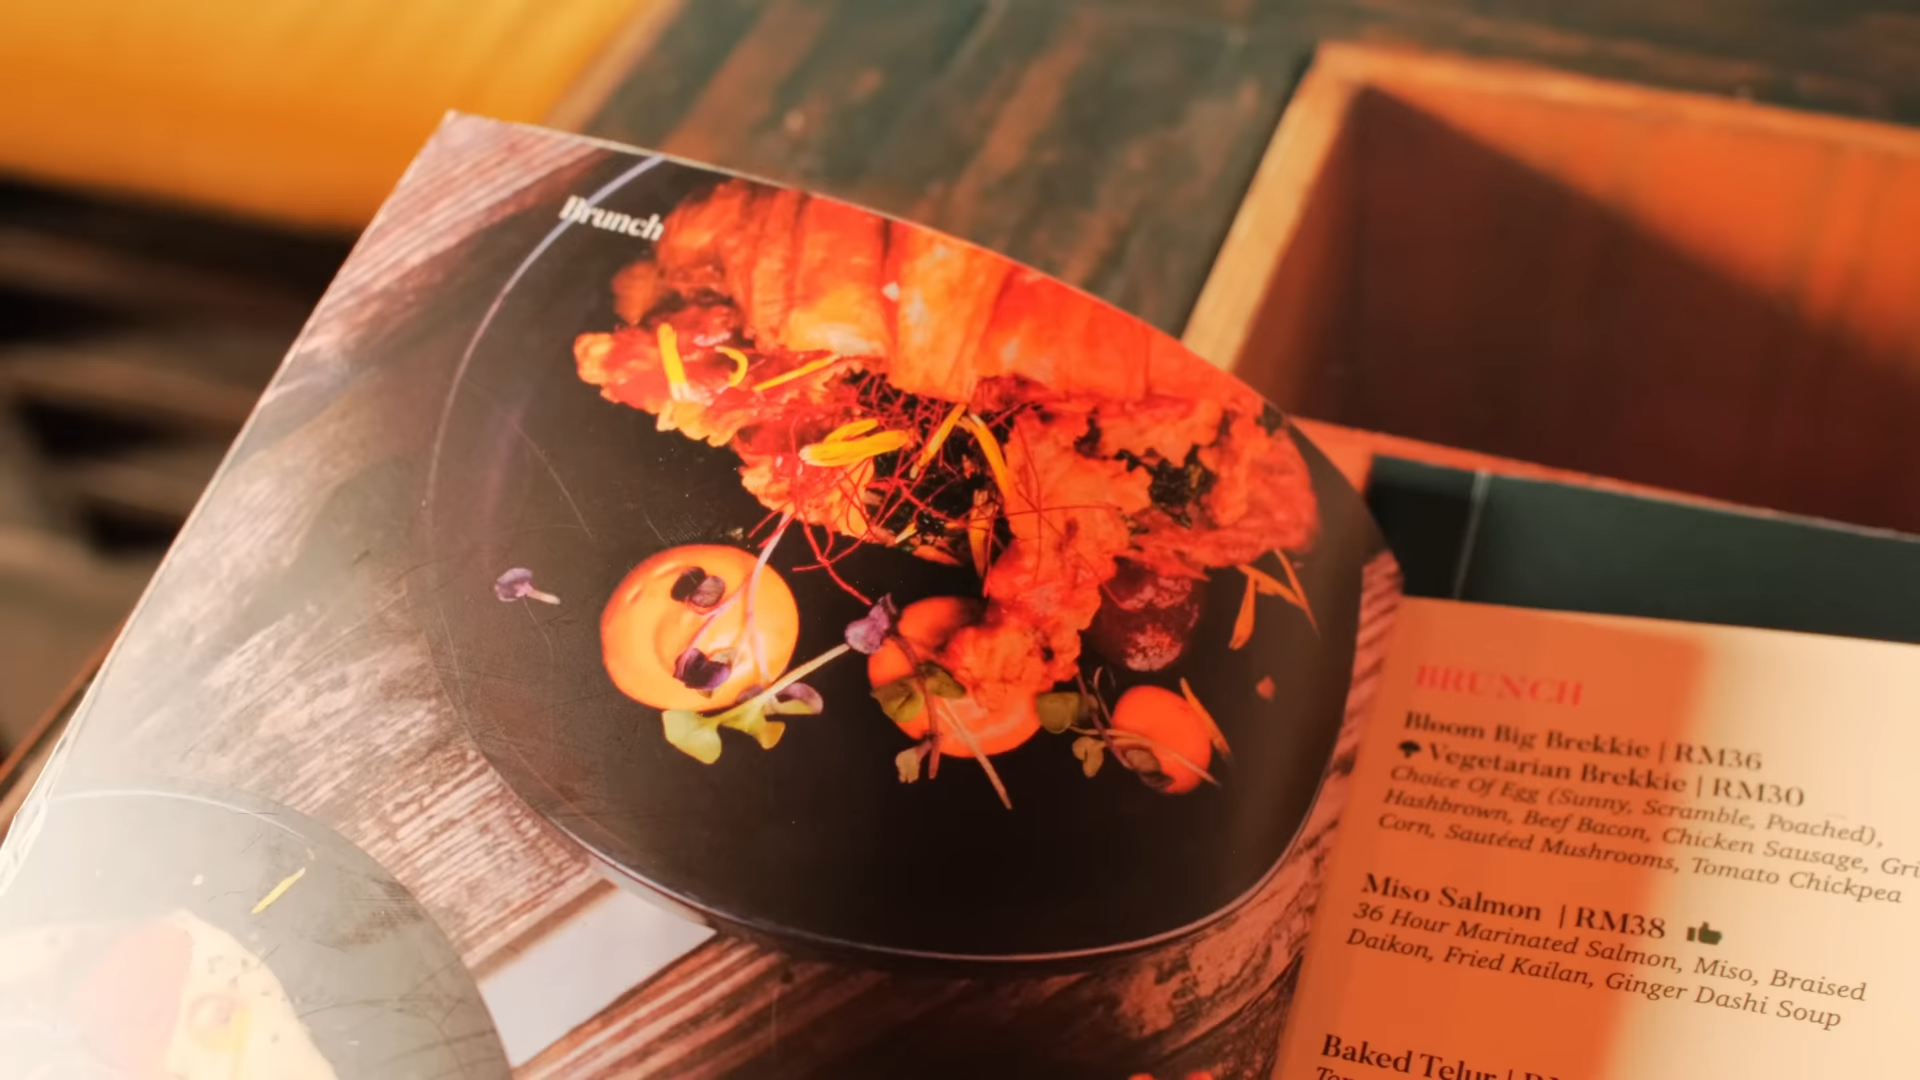 Brunch
BRUNCH
Bloom Big Brekkie | RM36
Vegetarian Brekkie | RM30
Choice Of Egg (Sunny, Scramble, Poached),
Hashbrown, Beef Bacon, Chicken Sausage,
Corn, Sautéed Mushrooms, Tomato Chickpea
Miso Salmon | RM38
36 Hour Marinated Salmon, Miso, Braised
Daikon, Fried Kailan, Ginger Dashi Soup
Baked Telur |